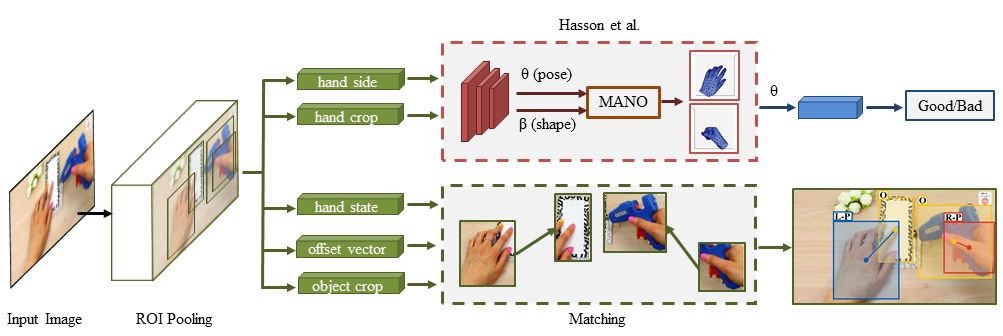 Hasson et al.
hand side
hand crop
θ (pose)
β (shape)
MANO
θ
Good/Bad
hand state
offset vector
object crop
O
O
L-P
R-P
Input Image
ROI Pooling
Matching